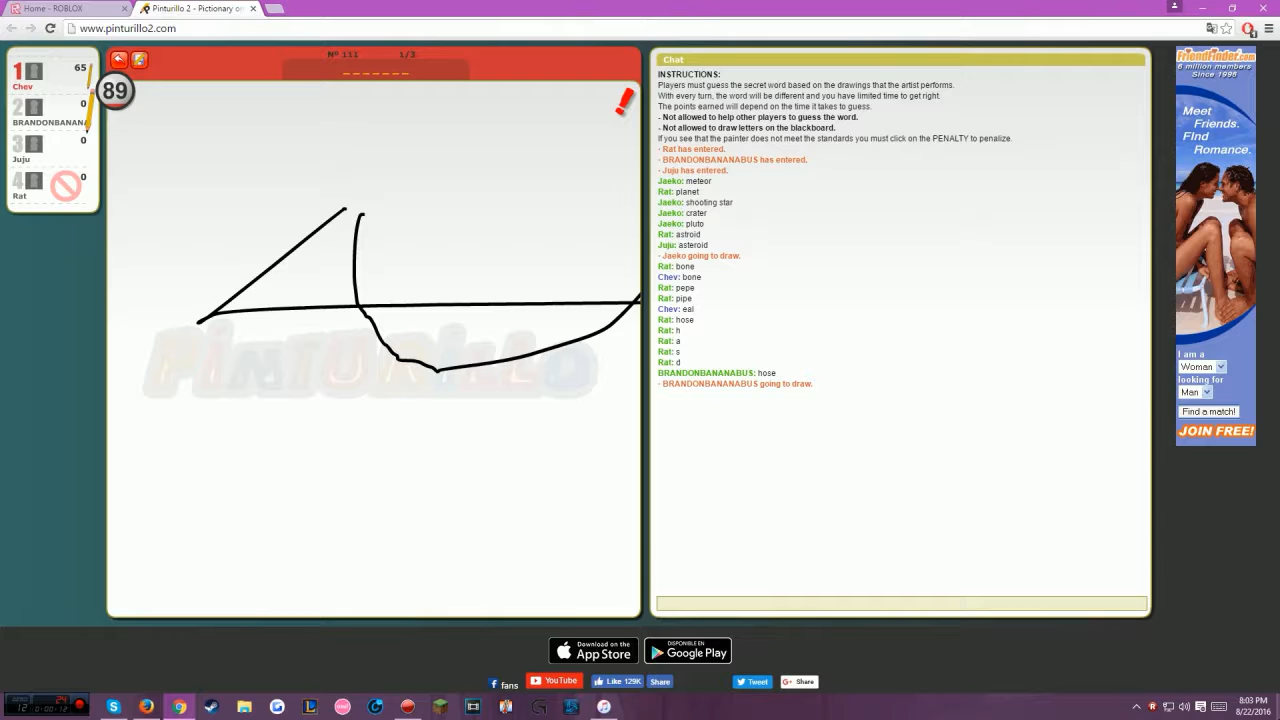 Home - ROBLOX
Pinturillo 2 - Pictionary on
www.pinturillo2.com
1 65
Chev
2 0
BRANDONBANANA
3 0
Juju
4 0
Rat
89
Nº 111 1/3
_ _ _ _ _ _ _
PINTURILLO
Chat
INSTRUCTIONS:
Players must guess the secret word based on the drawings that the artist performs.
With every turn, the word will be different and you have limited time to get right.
The points earned will depend on the time it takes to guess.
- Not allowed to help other players to guess the word.
- Not allowed to draw letters on the blackboard.
If you see that the painter does not meet the standards you must click on the PENALTY to penalize.
- Rat has entered.
- BRANDONBANANABUS has entered.
- Juju has entered.
Jaeko: meteor
Rat: planet
Jaeko: shooting star
Jaeko: crater
Jaeko: pluto
Rat: astroid
Juju: asteroid
- Jaeko going to draw.
Rat: bone
Chev: bone
Rat: pepe
Rat: pipe
Chev: eal
Rat: hose
Rat: h
Rat: a
Rat: s
Rat: d
BRANDONBANANABUS: hose
- BRANDONBANANABUS going to draw.
FriendFinder.com
Meet
Friends.
Find
Romance.
I am a
Woman
looking for
Man
Find a match!
JOIN FREE!
Download on the
App Store
DISPONIBLE EN
Google Play
fans
YouTube
Like 129K
Share
Tweet
G+ Share
8:03 PM
8/22/2016